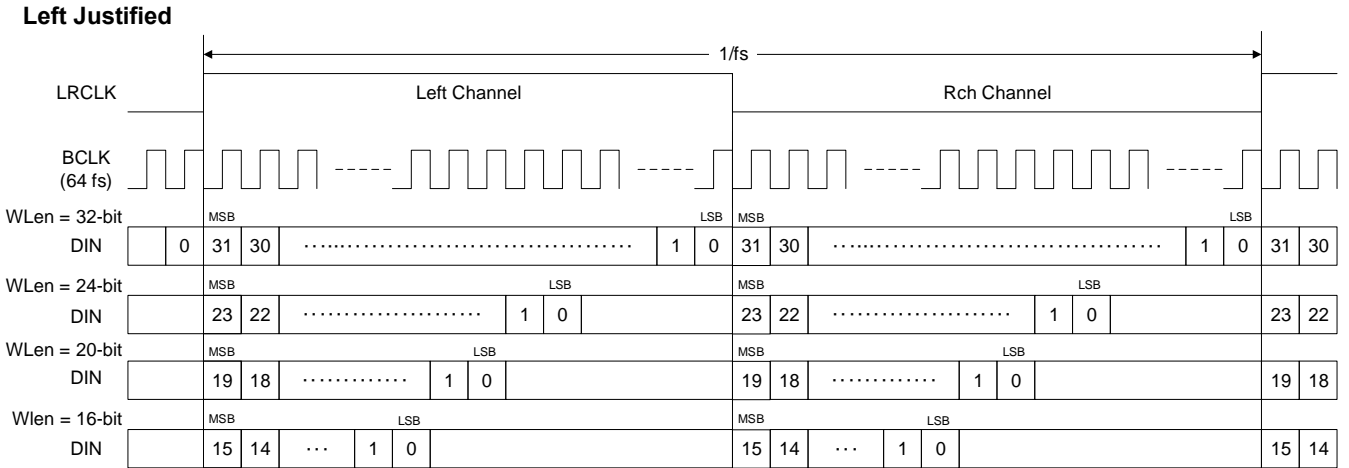 Left Justified
1/fs
LRCLK Left Channel Rch Channel
BCLK
(64 fs)
WLen = 32-bit MSB LSB MSB LSB
DIN 0 31 30 1 0 31 30 1 0 31 30
WLen = 24-bit MSB LSB MSB LSB
DIN 23 22 1 0 23 22 1 0 23 22
WLen = 20-bit MSB LSB MSB LSB
DIN 19 18 1 0 19 18 1 0 19 18
Wlen = 16-bit MSB LSB MSB LSB
DIN 15 14 ... 1 0 15 14 ... 1 0 15 14